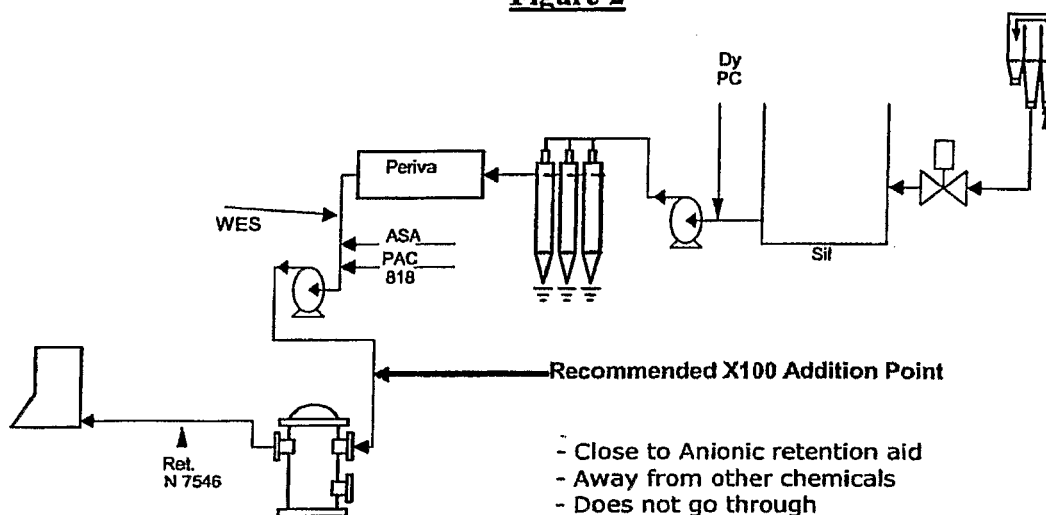 Figure 2
Dy
PC
Periva
WES
ASA
PAC
818
Sil
Recommended X100 Addition Point
Ret.
N 7546
- Close to Anionic retention aid
- Away from other chemicals
- Does not go through